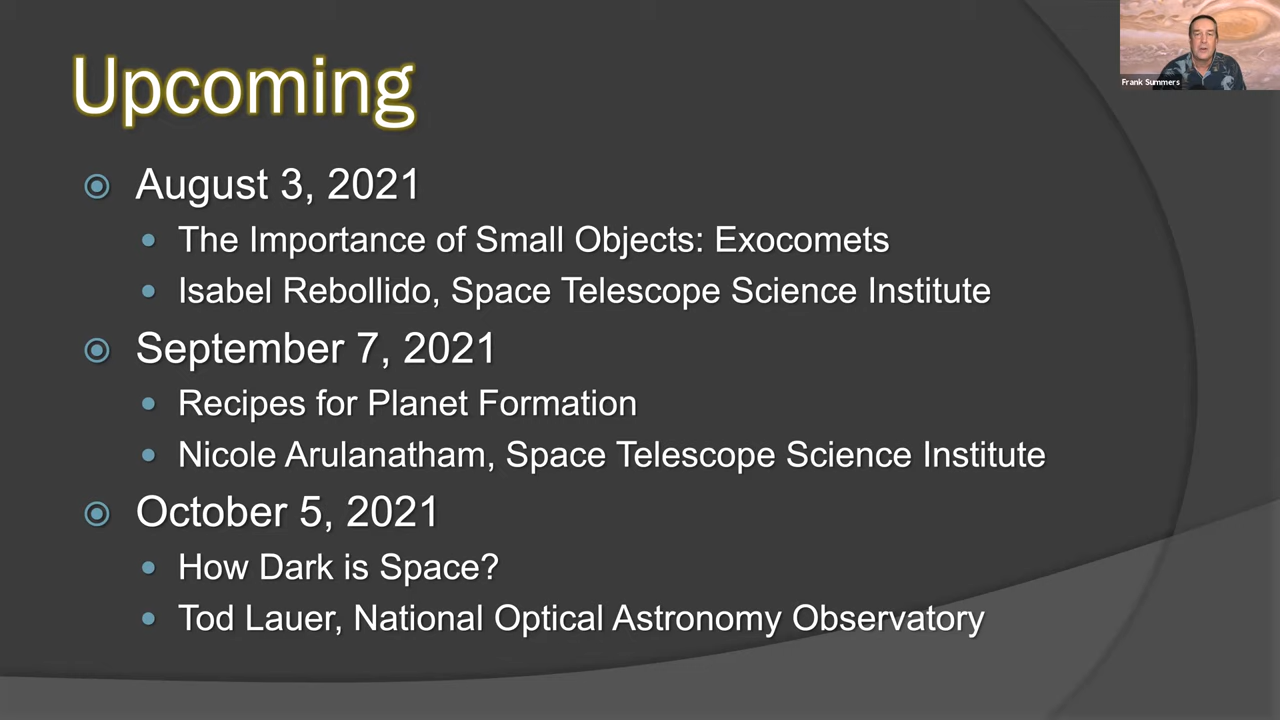 Upcoming
Frank Summers
August 3, 2021
The Importance of Small Objects: Exocomets
Isabel Rebollido, Space Telescope Science Institute
September 7, 2021
Recipes for Planet Formation
Nicole Arulanatham, Space Telescope Science Institute
October 5, 2021
How Dark is Space?
Tod Lauer, National Optical Astronomy Observatory